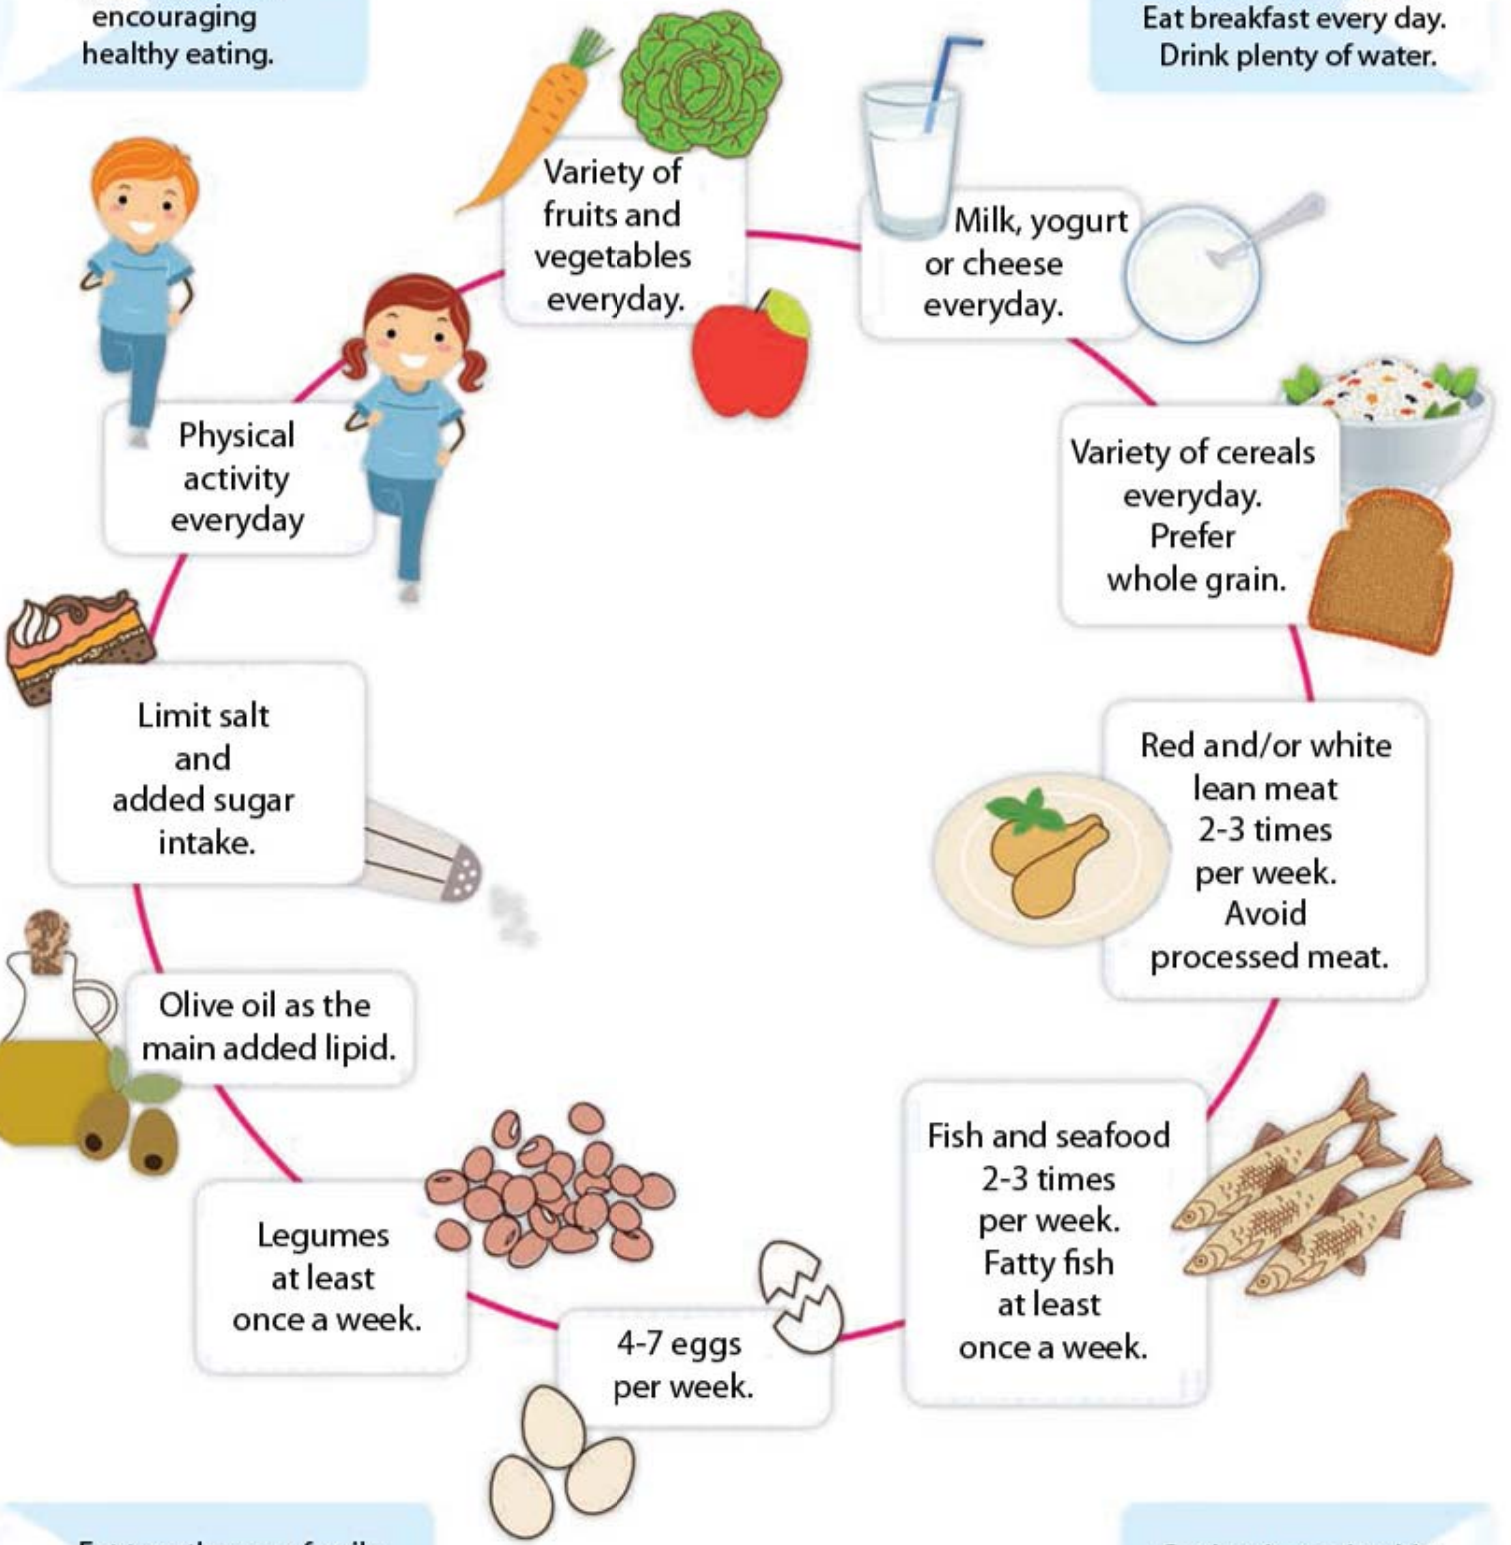 encouraging
healthy eating.
Eat breakfast every day.
Drink plenty of water.
Variety of
fruits and
vegetables
everyday.
Milk, yogurt
or cheese
everyday.
Variety of cereals
everyday.
Prefer
whole grain.
Physical
activity
everyday
Limit salt
and
added sugar
intake.
Red and/or white
lean meat
2-3 times
per week.
Avoid
processed meat.
Olive oil as the
main added lipid.
Fish and seafood
2-3 times
per week.
Fatty fish
at least
once a week.
Legumes
at least
once a week.
4-7 eggs
per week.